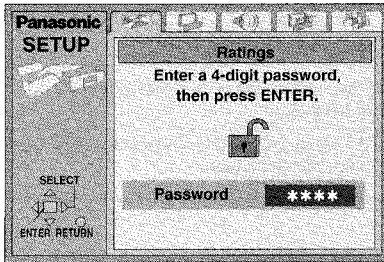 Panasonic
SETUP
Ratings
Enter a 4-digit password,
then press ENTER.
Password ****
SELECT
ENTER RETURN